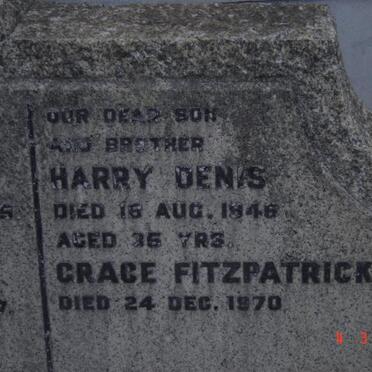 OUR DEAR SON
AND BROTHER
HARRY DENIS
DIED 16 AUG. 1946
AGED 36 YRS.
GRACE FITZPATRICK
DIED 24 DEC. 1970